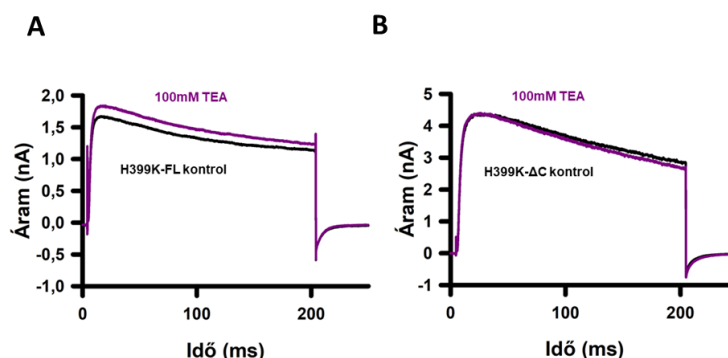 A
100mM TEA
H399K-FL kontrol
Áram (nA)
2,0
1,5
1,0
0,5
0,0
-0,5
-1,0
0
100
200
Idő (ms)
B
100mM TEA
H399K-ΔC kontrol
Áram (nA)
5
4
3
2
1
0
-1
0
100
200
Idő (ms)